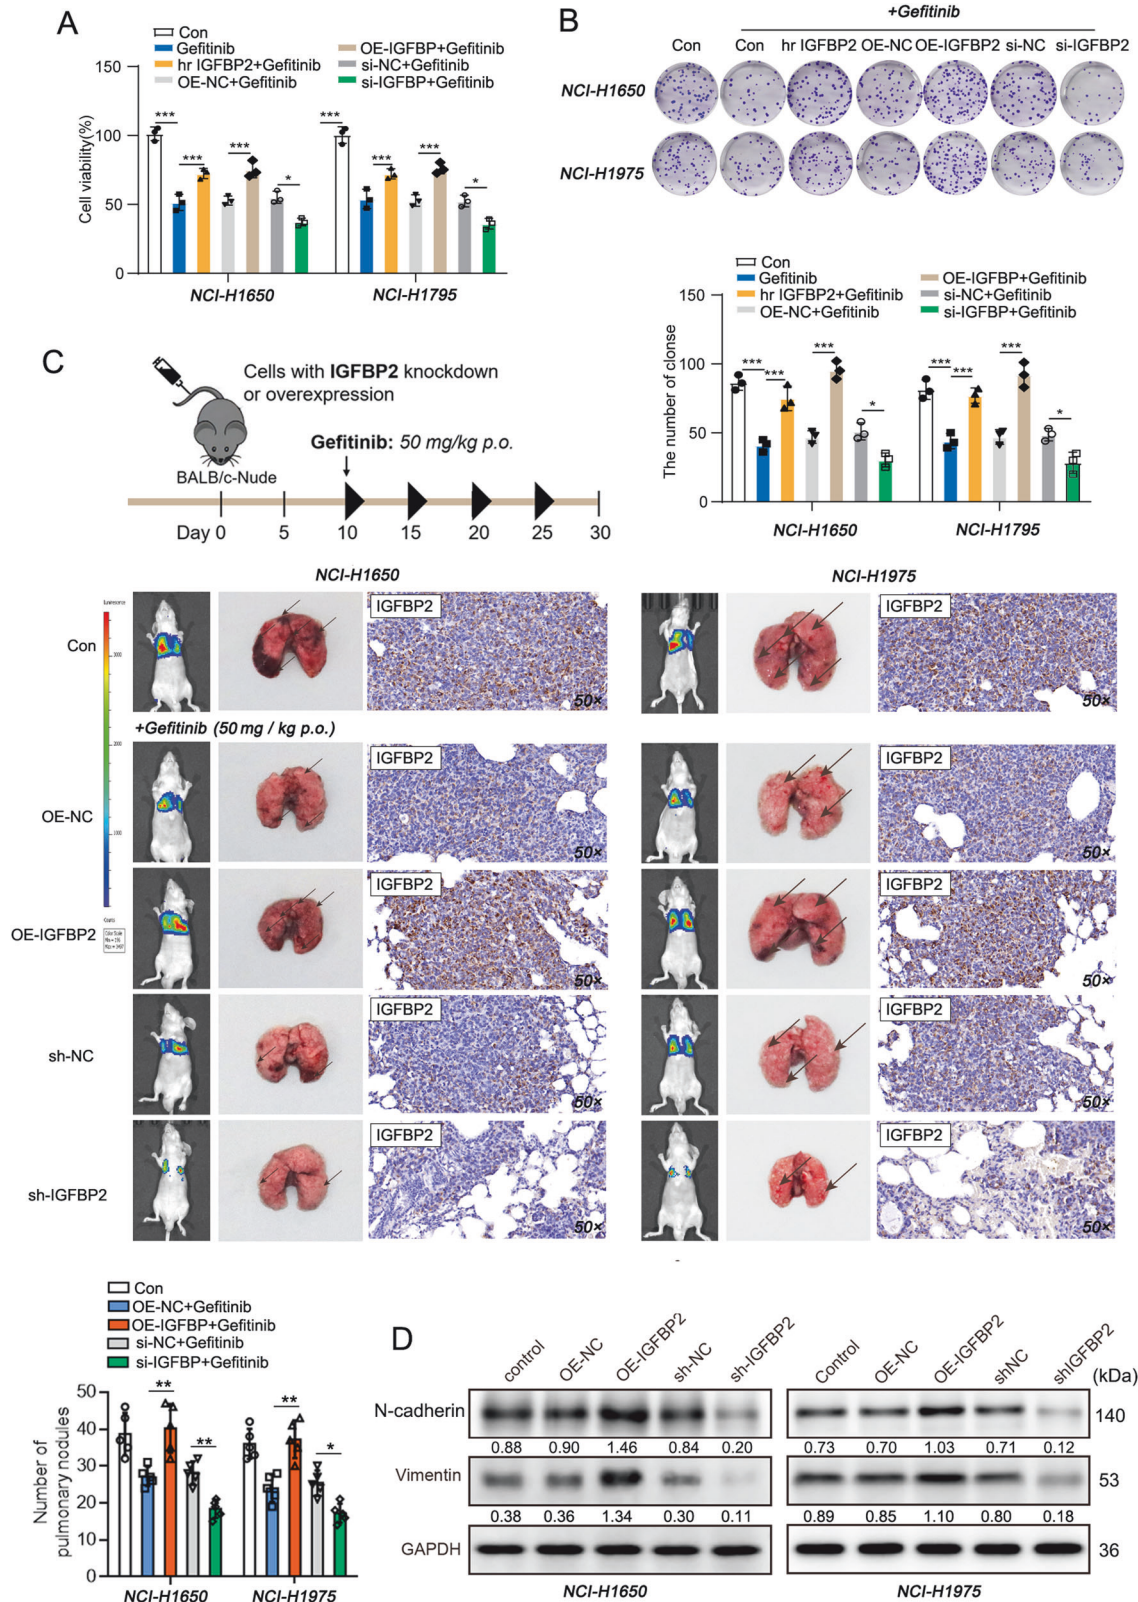 A
Con
Gefitinib
hr IGFBP2+Gefitinib
OE-NC+Gefitinib
OE-IGFBP+Gefitinib
si-NC+Gefitinib
si-IGFBP+Gefitinib
Cell viability(%)
150
100
50
0
***
***
***
*
***
***
***
*
NCI-H1650
NCI-H1795
B
+Gefitinib
Con Con hr IGFBP2 OE-NC OE-IGFBP2 si-NC si-IGFBP2
NCI-H1650
NCI-H1975
Con
Gefitinib
hr IGFBP2+Gefitinib
OE-NC+Gefitinib
OE-IGFBP+Gefitinib
si-NC+Gefitinib
si-IGFBP+Gefitinib
The number of clonse
150
100
50
0
***
***
***
*
***
***
***
*
NCI-H1650
NCI-H1795
C
Cells with IGFBP2 knockdown
or overexpression
Gefitinib: 50 mg/kg p.o.
BALB/c-Nude
Day 0 5 10 15 20 25 30
NCI-H1650
NCI-H1975
Con
IGFBP2
50×
IGFBP2
50×
+Gefitinib (50 mg / kg p.o.)
OE-NC
IGFBP2
50×
IGFBP2
50×
OE-IGFBP2
IGFBP2
50×
IGFBP2
50×
sh-NC
IGFBP2
50×
IGFBP2
50×
sh-IGFBP2
IGFBP2
50×
IGFBP2
50×
3000
2000
1000
Color Scale
Con
OE-NC+Gefitinib
OE-IGFBP+Gefitinib
si-NC+Gefitinib
si-IGFBP+Gefitinib
Number of
pulmonary nodules
50
40
30
20
10
0
**
**
**
*
NCI-H1650
NCI-H1975
D
control OE-NC OE-IGFBP2 sh-NC sh-IGFBP2
Control OE-NC OE-IGFBP2 shNC shIGFBP2
(kDa)
N-cadherin
140
0.88 0.90 1.46 0.84 0.20
0.73 0.70 1.03 0.71 0.12
Vimentin
53
0.38 0.36 1.34 0.30 0.11
0.89 0.85 1.10 0.80 0.18
GAPDH
36
NCI-H1650
NCI-H1975